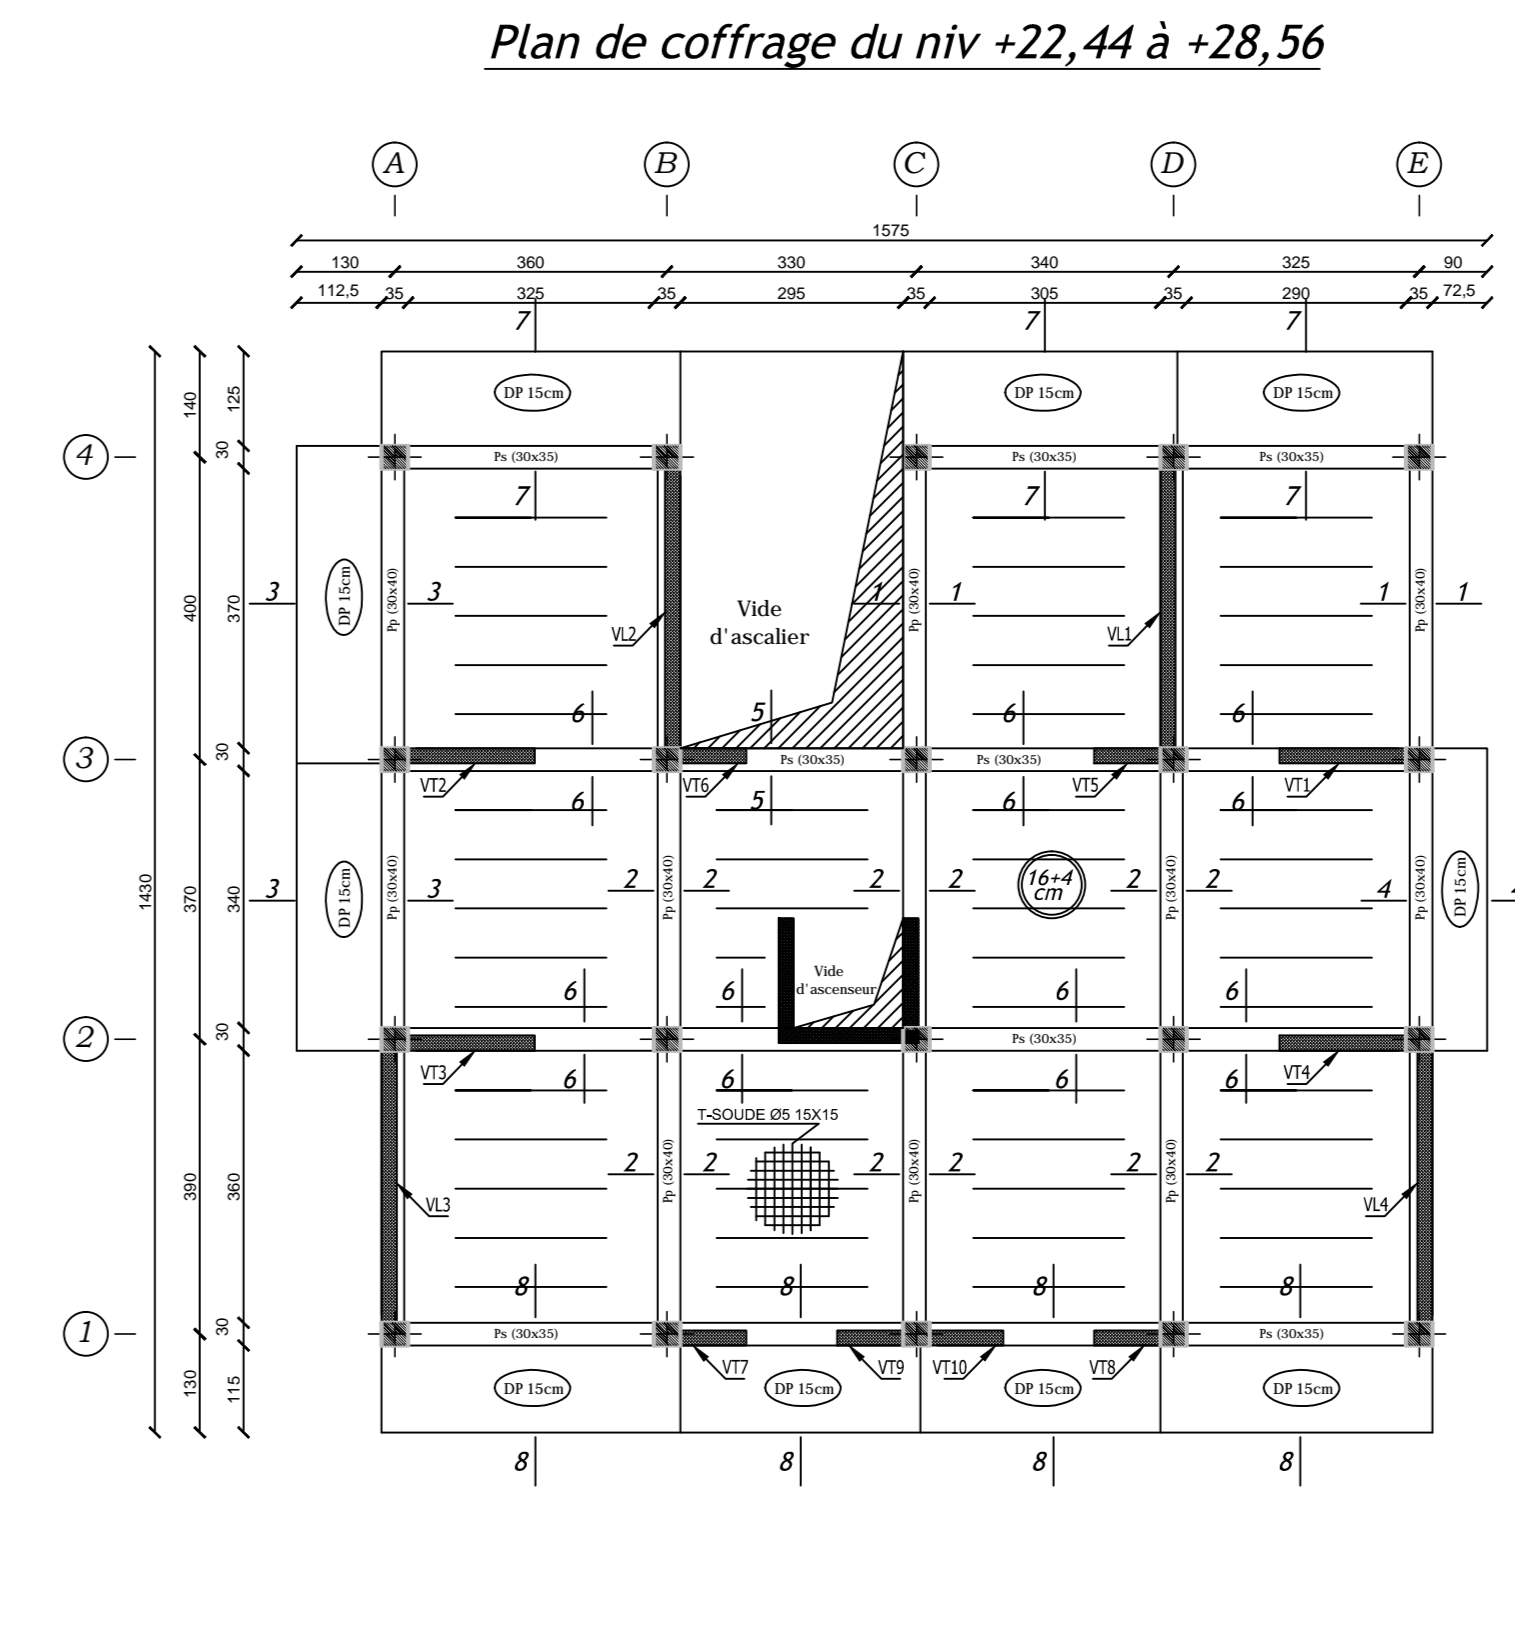 Plan de coffrage du niv +22,44 à +28,56
A B C D E
1575
130 360 330 340 325 90
112,5 35 325 35 295 35 305 35 290 35 72,5
7 7 7
140 125
DP 15cm DP 15cm DP 15cm
4 30 Ps (30x35) Ps (30x35) Ps (30x35)
7 7 7
3 3 1 1 1 1
400 370
DP 15cm Pp (30x40) Pp (30x40) Pp (30x40)
Vide
d'ascalier
VL2 VL1
6 5 6 6
3 30 Ps (30x35) Ps (30x35)
VT2 VT6 VT5 VT1
6 5 6 6
1430 370 340
3 3 2 2 2 2 2 2 4
DP 15cm Pp (30x40) Pp (30x40) Pp (30x40) Pp (30x40) DP 15cm
16+4
cm
Vide
d'ascenseur
6 6 6 6
2 30 Ps (30x35)
VT3 VT4
6 6 6 6
T-SOUDE Ø5 15X15
2 2 2 2 2 2
390 360
Pp (30x40) Pp (30x40) Pp (30x40)
VL3 VL4
8 8 8 8
1 30 Ps (30x35) Ps (30x35)
VT7 VT9 VT10 VT8
130 115
DP 15cm DP 15cm DP 15cm DP 15cm
8 8 8 8